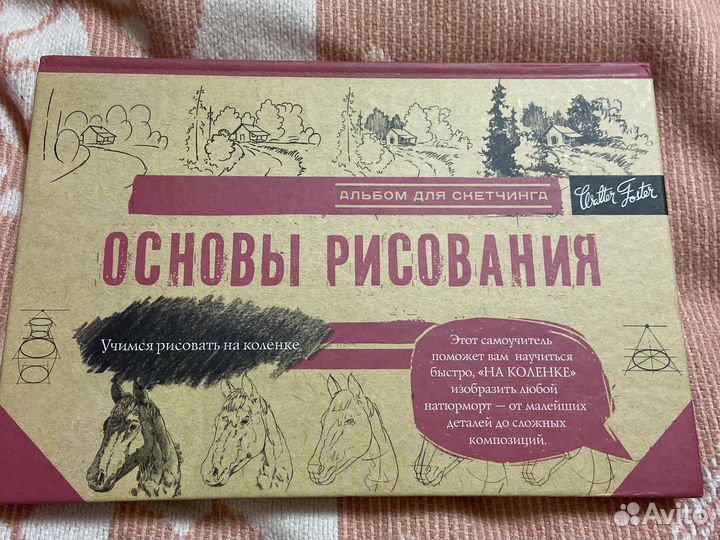 АЛЬБОМ ДЛЯ СКЕТЧИНГА
Walter Foster
ОСНОВЫ РИСОВАНИЯ
Учимся рисовать на коленке
Этот самоучитель
поможет вам научиться
быстро, «НА КОЛЕНКЕ»
изобразить любой
натюрморт — от малейших
деталей до сложных
композиций.
Avito